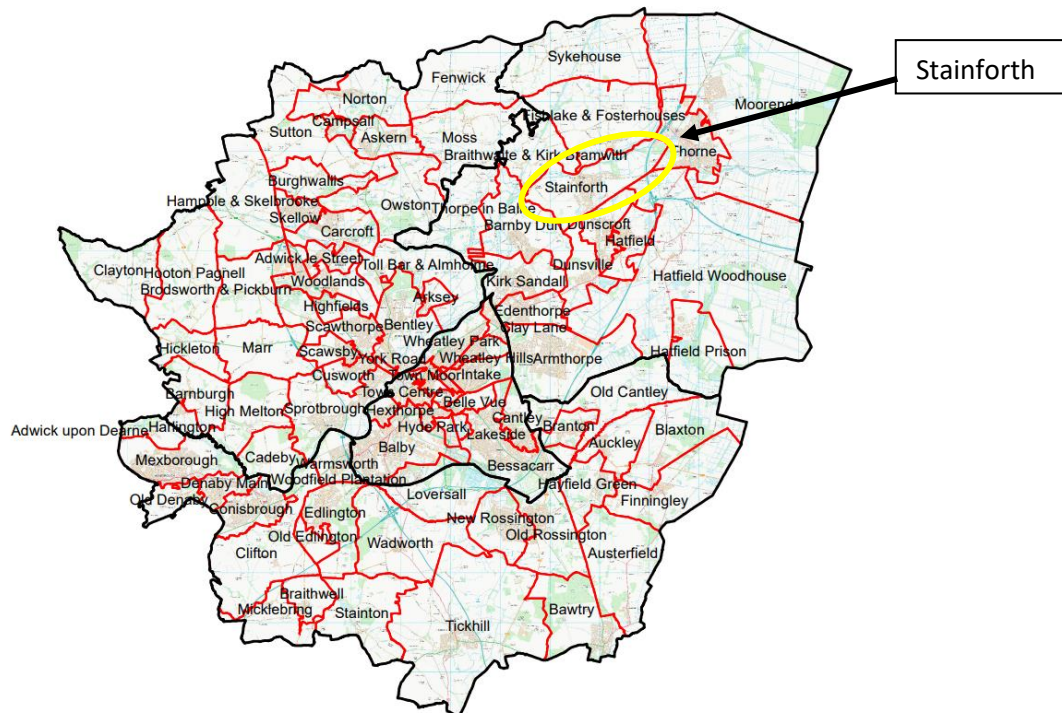 Sykehouse
Stainforth
Fenwick
Moorends
Norton
Fishlake & Fosterhouses
Campsall
Sutton
Askern
Moss
Thorne
Braithwaite & Kirk Bramwith
Burghwallis
Stainforth
Hampole & Skelbrooke
Owston
Thorpe in Balne
Skellow
Barnby Dun
Dunscroft
Carcroft
Hatfield
Adwick le Street
Toll Bar & Almholme
Dunsville
Clayton
Hooton Pagnell
Hatfield Woodhouse
Woodlands
Kirk Sandall
Brodsworth & Pickburn
Arksey
Highfields
Edenthorpe
Scawthorpe
Bentley
Clay Lane
Wheatley Park
Hickleton
Marr
Scawsby
York Road
Wheatley Hills
Armthorpe
Hatfield Prison
Cusworth
Town Moor
Intake
Barnburgh
Town Centre
Old Cantley
High Melton
Sprotbrough
Hexthorpe
Belle Vue
Harlington
Cantley
Adwick upon Dearne
Hyde Park
Branton
Blaxton
Lakeside
Auckley
Mexborough
Cadeby
Balby
Warmsworth
Bessacarr
Woodfield Plantation
Denaby Main
Hayfield Green
Old Denaby
Loversall
Finningley
Conisbrough
Edlington
New Rossington
Old Edlington
Old Rossington
Wadworth
Clifton
Austerfield
Braithwell
Micklebring
Stainton
Bawtry
Tickhill